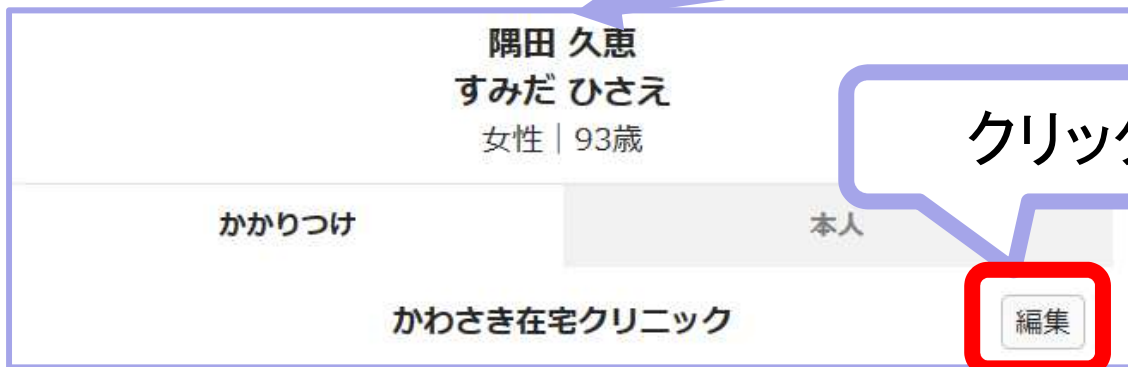 隅田 久恵
すみだ ひさえ
女性｜93歳
クリッ
かかりつけ
本人
かわさき在宅クリニック
編集